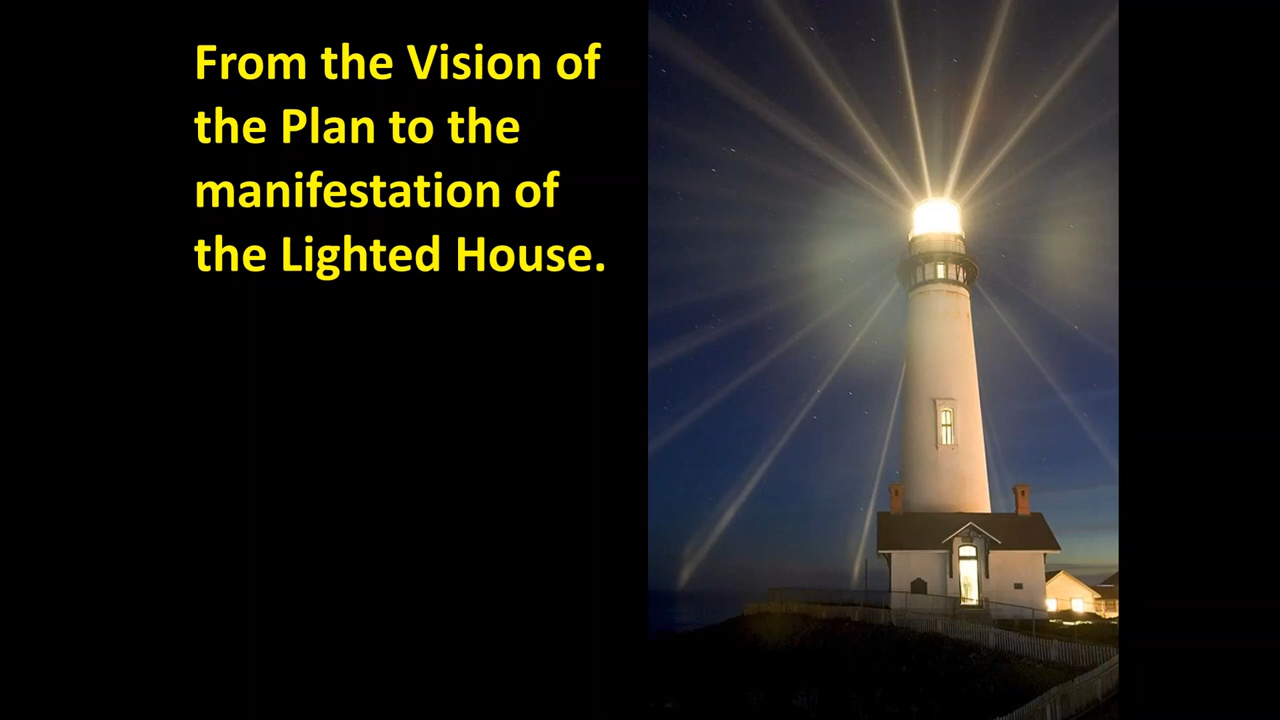 From the Vision of
the Plan to the
manifestation of
the Lighted House.